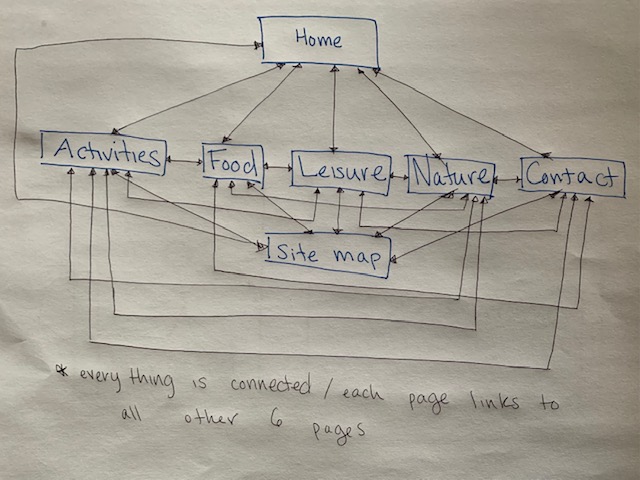 Home
Activities
Food
Leisure
Nature
Contact
Site map
* every thing is connected / each page links to
all other 6 pages